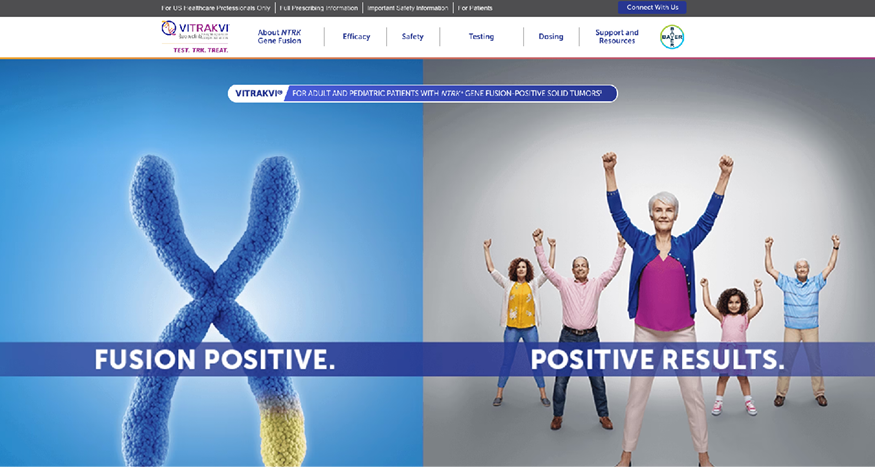 For US Healthcare Professionals Only
Full Prescribing Information
Important Safety Information
For Patients
Connect With Us
VITRAKVI®
TEST. TRK. TREAT.
About NTRK
Gene Fusion
Efficacy
Safety
Testing
Dosing
Support and
Resources
BAYER
VITRAKVI® FOR ADULT AND PEDIATRIC PATIENTS WITH NTRK+ GENE FUSION-POSITIVE SOLID TUMORS¹
FUSION POSITIVE.
POSITIVE RESULTS.